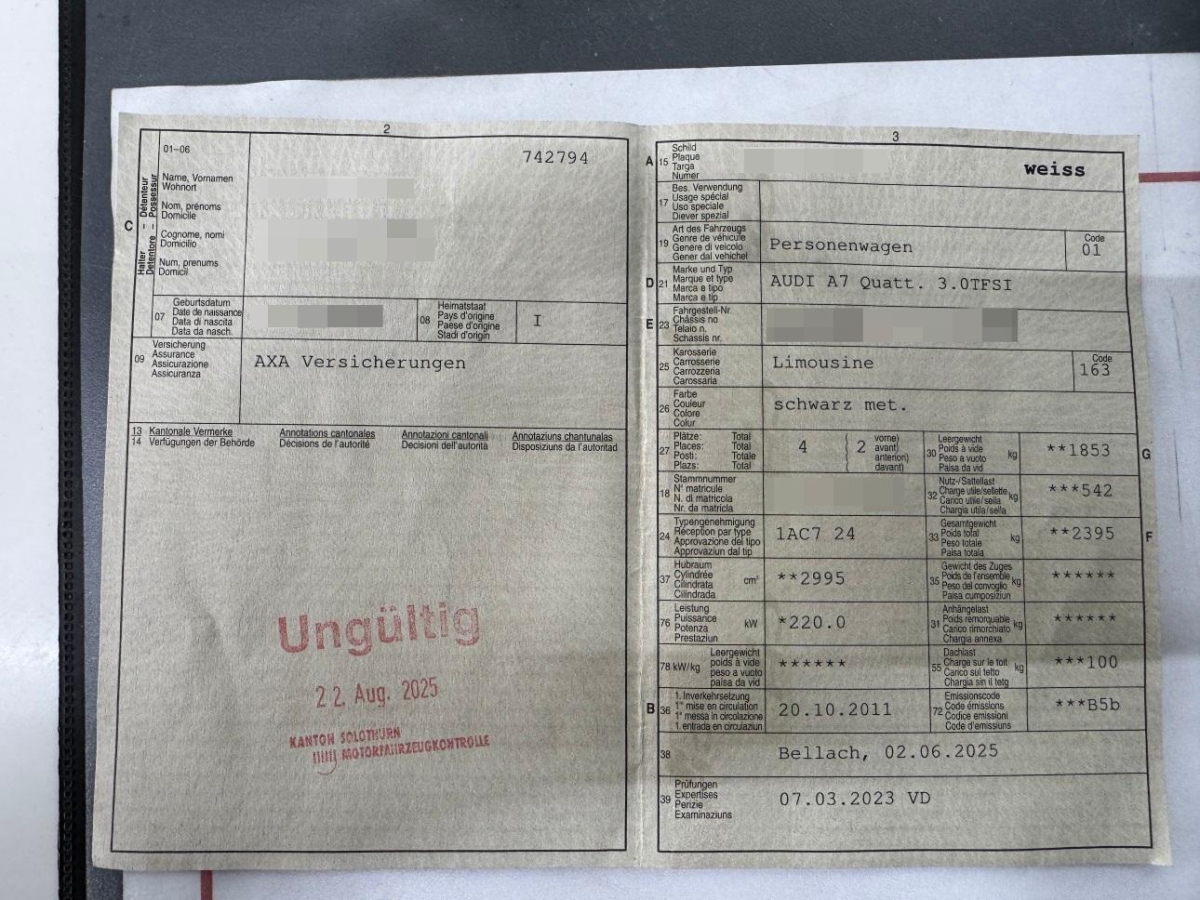 2
01-06
742794
Halter - Détenteur
Detentore - Possessur
C
Name, Vornamen
Wohnort
Nom, prénoms
Domicile
Cognome, nomi
Domicilio
Num, prenums
Domicil
07
Geburtsdatum
Date de naissance
Data di nascita
Data da nasch.
08
Heimatstaat
Pays d'origine
Paese d'origine
Stadi d'origin
I
09
Versicherung
Assurance
Assicurazione
Assicuranza
AXA Versicherungen
13 Kantonale Vermerke Annotations cantonales Annotazioni cantonali Annotaziuns chantunalas
14 Verfügungen der Behörde Décisions de l'autorité Decisioni dell'autorità Disposiziuns da l'autoritad
Ungültig
22. Aug. 2025
KANTON SOLOTHURN
MOTORFAHRZEUGKONTROLLE
3
A 15
Schild
Plaque
Targa
Numer
weiss
17
Bes. Verwendung
Usage spécial
Uso speciale
Diever spezial
19
Art des Fahrzeugs
Genre de véhicule
Genere di veicolo
Gener dal vehichel
Personenwagen
Code
01
D 21
Marke und Typ
Marque et type
Marca e tipo
Marca e tip
AUDI A7 Quatt. 3.0TFSI
E 23
Fahrgestell-Nr.
Châssis no
Telaio n.
Schassis nr.
25
Karosserie
Carrosserie
Carrozzeria
Carossaria
Limousine
Code
163
26
Farbe
Couleur
Colore
Colur
schwarz met.
27
Plätze: Total
Places: Total
Posti: Totale
Plazs: Total
4
2
vorne)
avant)
anteriori)
davant)
30
Leergewicht
Poids à vide
Peso a vuoto
Paisa da vid
kg
**1853
G
18
Stammnummer
N° matricule
N. di matricola
Nr. da matricla
32
Nutz-/Sattellast
Charge utile/sellette
Carico utile/sella
Chargia utila/sella
kg
***542
24
Typengenehmigung
Réception par type
Approvazione del tipo
Approvaziun dal tip
1AC7 24
33
Gesamtgewicht
Poids total
Peso totale
Paisa totala
kg
**2395
F
37
Hubraum
Cylindrée
Cilindrata
Cilindrada
cm³
**2995
35
Gewicht des Zuges
Poids de l'ensemble
Peso del convoglio
Paisa cumposiziun
kg
******
76
Leistung
Puissance
Potenza
Prestaziun
kW
*220.0
31
Anhängelast
Poids remorquable
Carico rimorchiato
Chargia annexa
kg
******
78 kW/kg
Leergewicht
poids à vide
peso a vuoto
paisa da vid
******
55
Dachlast
Charge sur le toit
Carico sul tetto
Chargia sin il tetg
kg
***100
B 36
1. Inverkehrsetzung
1re mise en circulation
1a messa in circolazione
1. entrada en circulaziun
20.10.2011
72
Emissionscode
Code émissions
Codice emissioni
Code d'emissiuns
***B5b
38
Bellach, 02.06.2025
39
Prüfungen
Expertises
Perizie
Examinaziuns
07.03.2023 VD